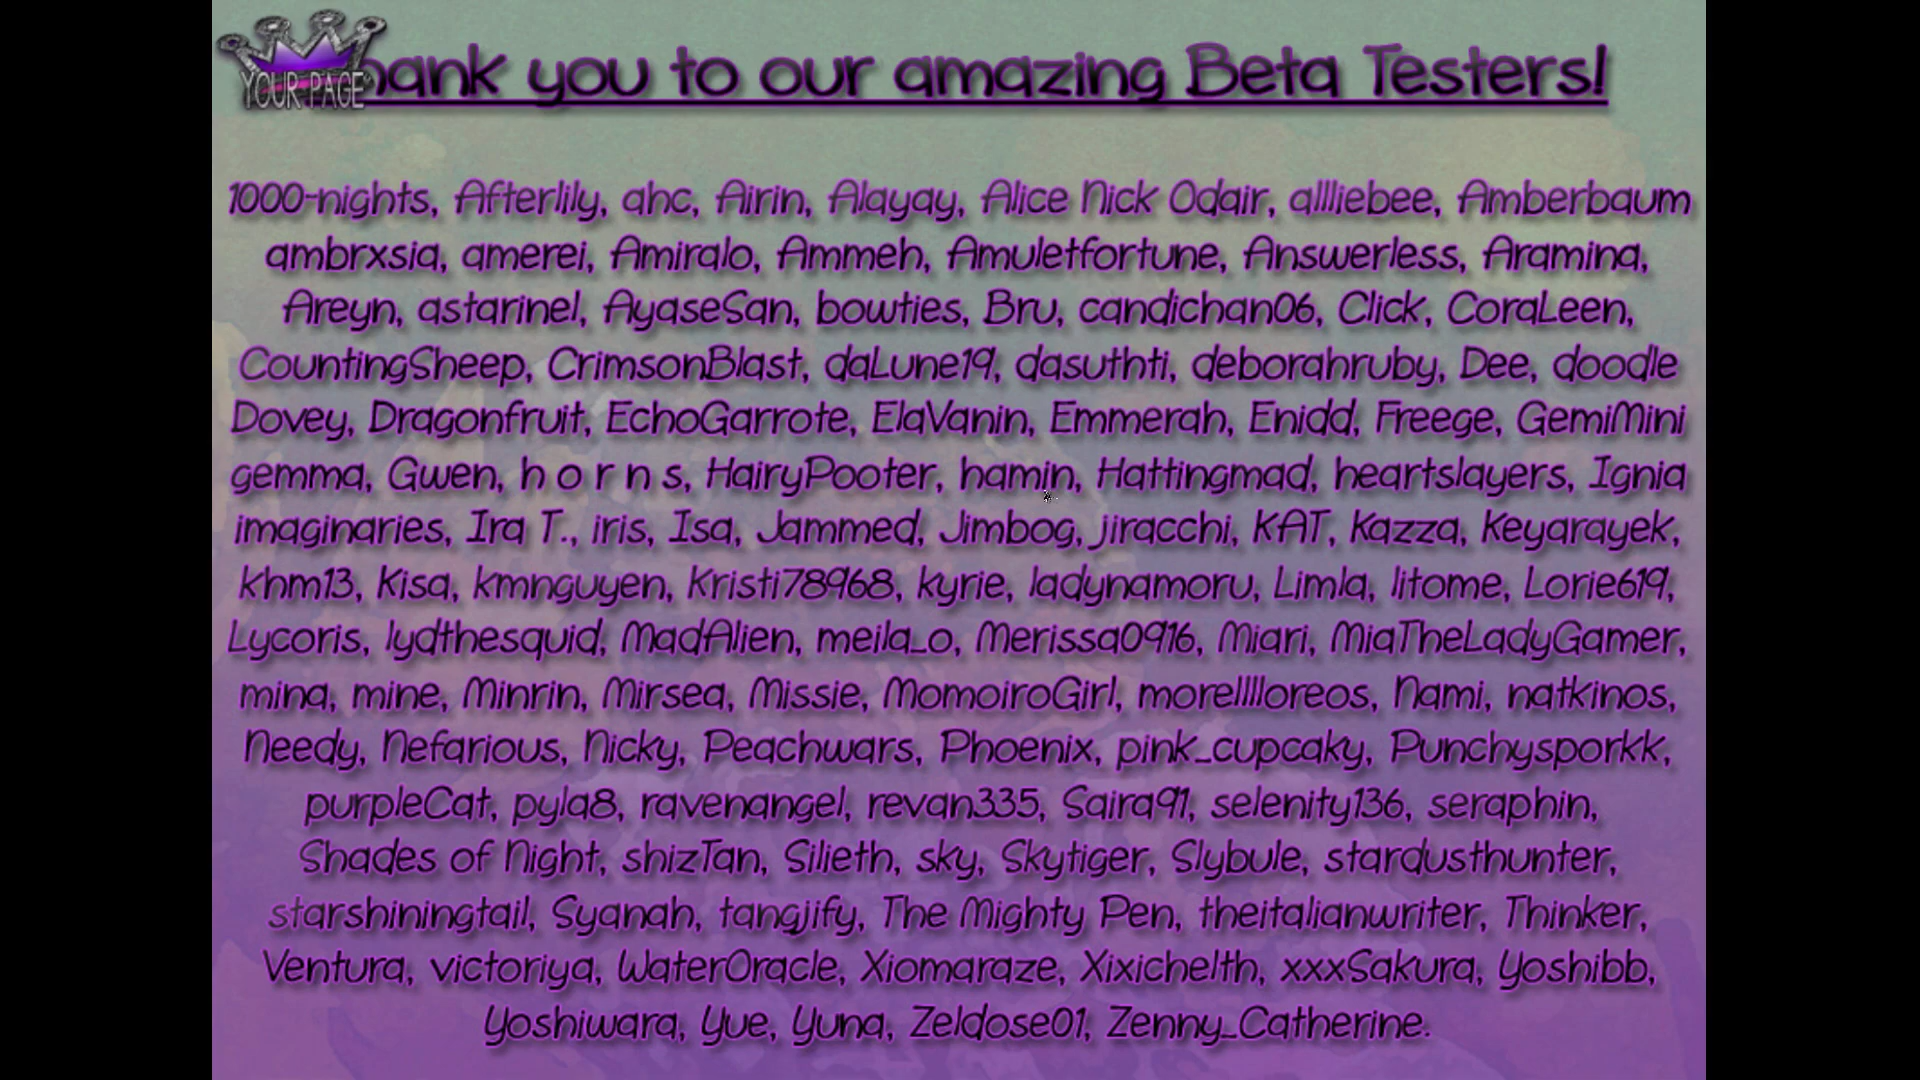 YOUR PAGE
hank you to our amazing Beta Testers!
1000-nights, Afterlily, ahc, Airin, Alayay, Alice Nick Odair, allliebee, Amberbaum
ambrxsia, amerei, Amiralo, Ammeh, Amuletfortune, Answerless, Aramina,
Areyn, astarinel, AyaseSan, bowties, Bru, candichan06, Click, CoraLeen,
CountingSheep, CrimsonBlast, daLune19, dasuthti, deborahruby, Dee, doodle
Dovey, Dragonfruit, EchoGarrote, ElaVanin, Emmerah, Enidd, Freege, GemiMini
gemma, Gwen, h o r n s, HairyPooter, hamin, Hattingmad, heartslayers, Ignia
imaginaries, Ira T., iris, Isa, Jammed, Jimbog, jiracchi, KAT, Kazza, Keyarayek,
khm13, Kisa, kmnguyen, Kristi78968, kyrie, ladynamoru, Limla, litome, Lorie619,
Lycoris, lydthesquid, MadAlien, meila_o, Merissa0916, Miari, MiaTheLadyGamer,
mina, mine, Minrin, Mirsea, Missie, MomoiroGirl, morelllloreos, Nami, natkinos,
Needy, Nefarious, Nicky, Peachwars, Phoenix, pink_cupcaky, Punchysporkk,
purpleCat, pyla8, ravenangel, revan335, Saira91, selenity136, seraphin,
Shades of Night, shizTan, Silieth, sky, Skytiger, Slybule, stardusthunter,
starshiningtail, Syanah, tangjify, The Mighty Pen, theitalianwriter, Thinker,
Ventura, victoriya, WaterOracle, Xiomaraze, Xixichelth, xxxSakura, Yoshibb,
Yoshiwara, Yue, Yuna, Zeldose01, Zenny_Catherine.